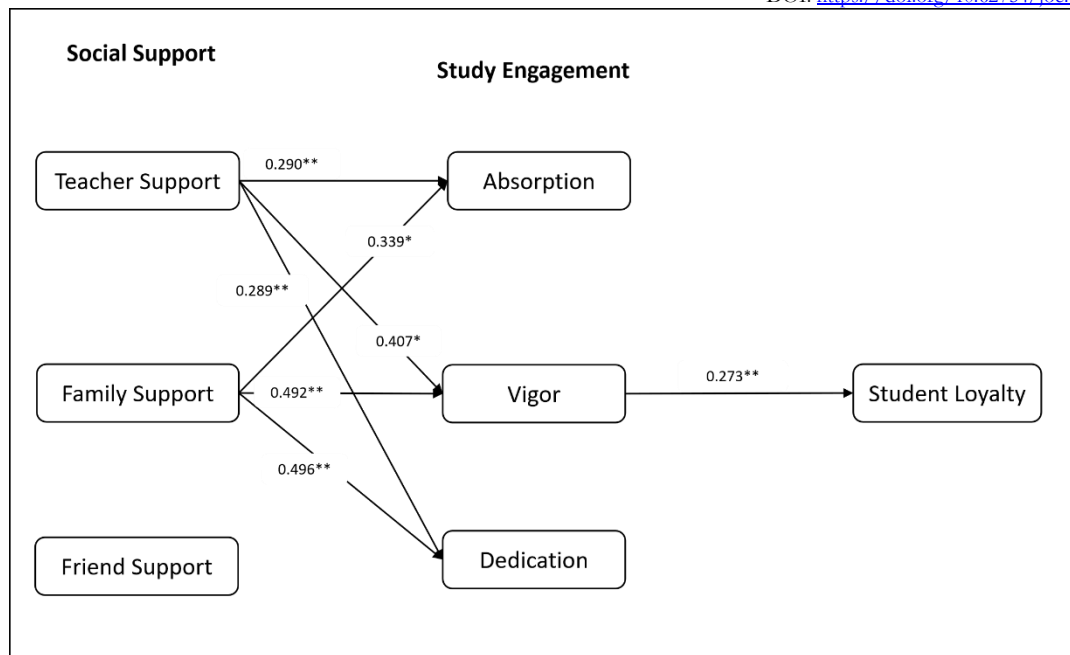 DOI:
Social Support
Study Engagement
Teacher Support
0.290**
Absorption
0.339*
0.289**
0.407*
Family Support
0.492**
Vigor
0.273**
Student Loyalty
0.496**
Friend Support
Dedication